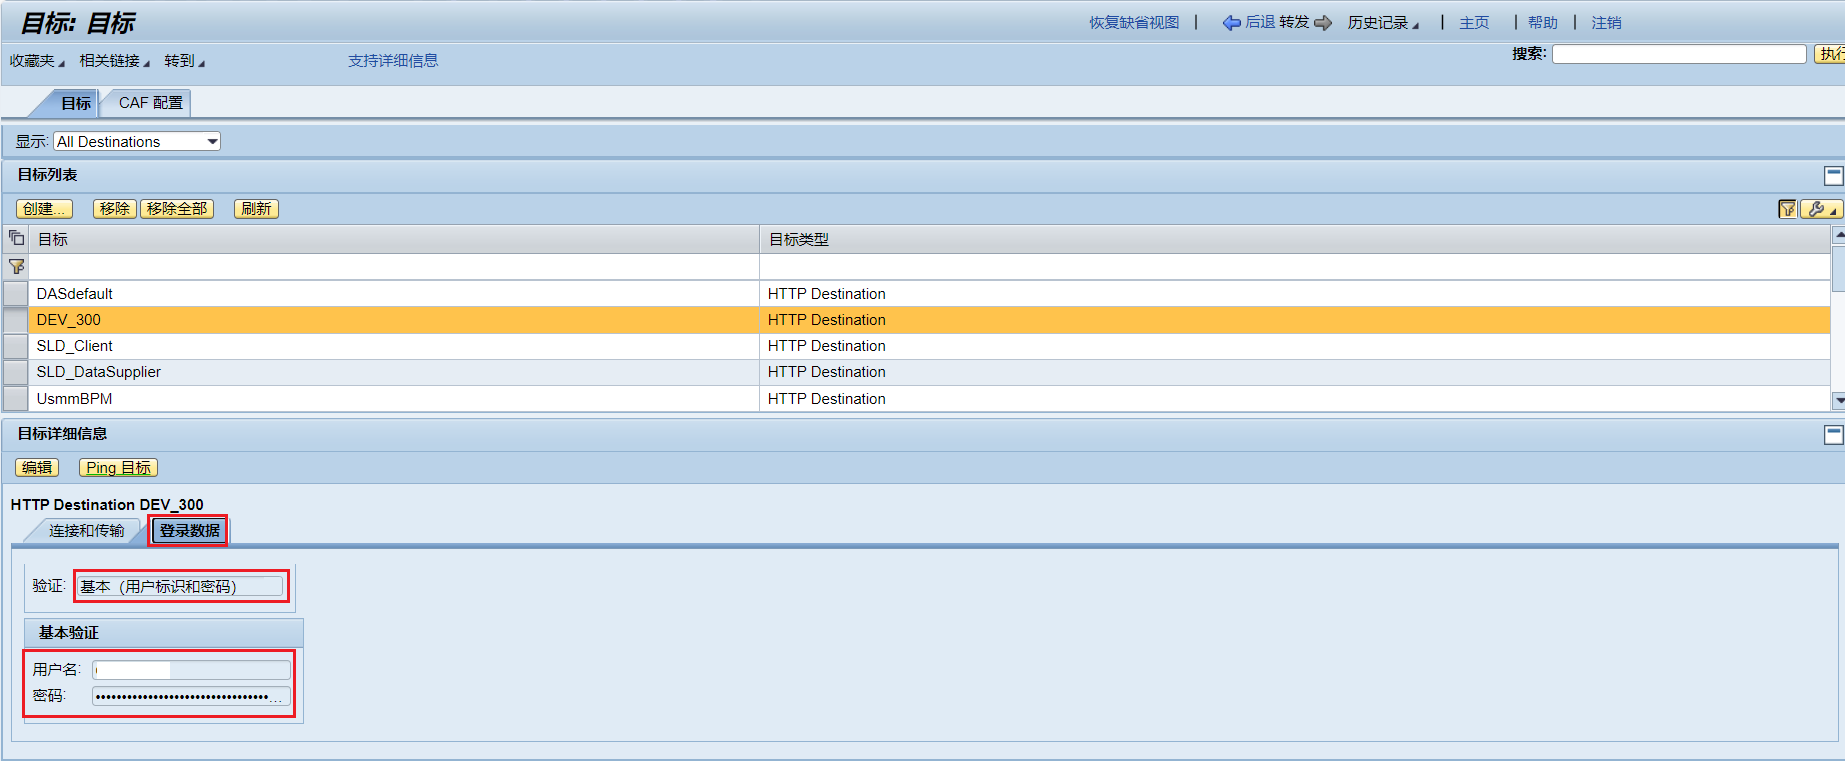 目标: 目标
恢复缺省视图 | 后退 转发 历史记录 | 主页 | 帮助 | 注销
收藏夹 相关链接 转到 支持详细信息 搜索:
目标 CAF 配置
显示: All Destinations
目标列表
创建... 移除 移除全部 刷新
目标 目标类型
DASdefault HTTP Destination
DEV_300 HTTP Destination
SLD_Client HTTP Destination
SLD_DataSupplier HTTP Destination
UsmmBPM HTTP Destination
目标详细信息
编辑 Ping 目标
HTTP Destination DEV_300
连接和传输 登录数据
验证: 基本（用户标识和密码）
基本验证
用户名:
密码: •••••••••••••••••••••••••••••••••...